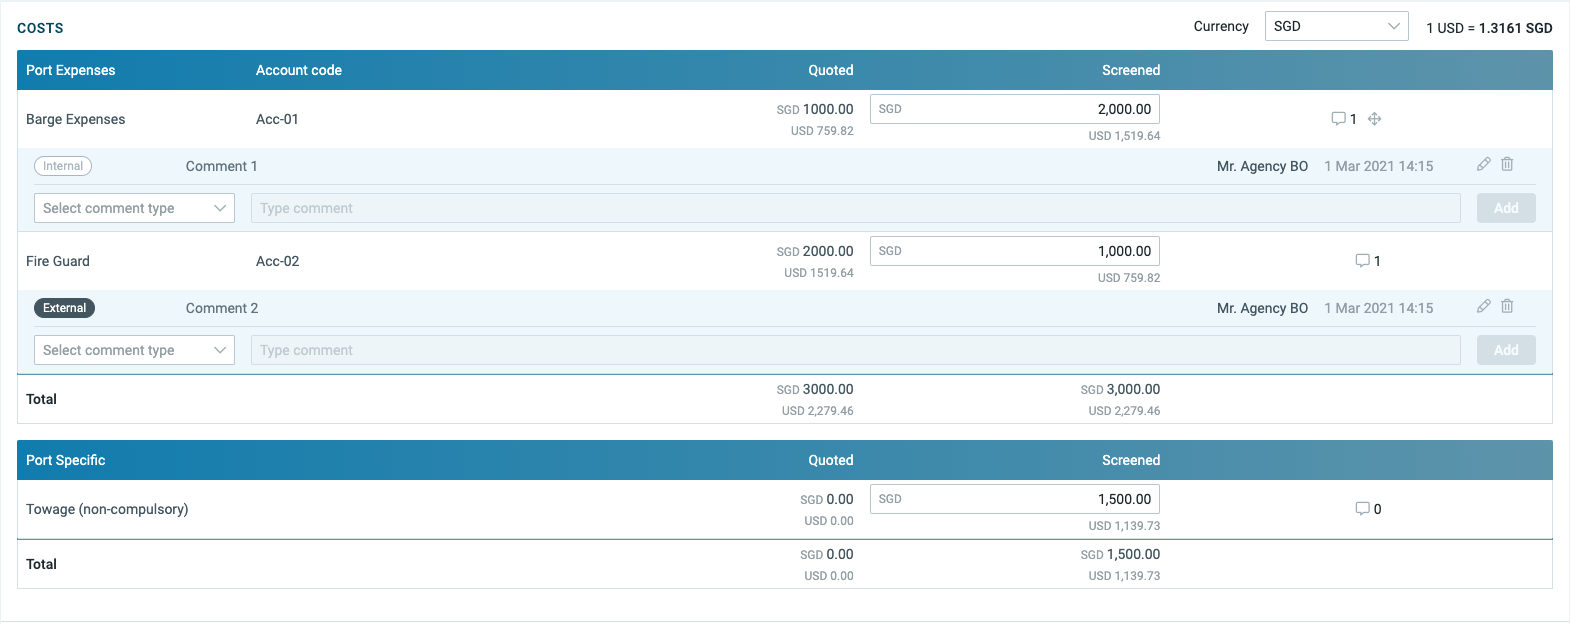 COSTS Currency SGD 1 USD = 1.3161 SGD
Port Expenses Account code Quoted Screened
Barge Expenses Acc-01 SGD 1000.00 SGD 2,000.00 1
USD 759.82 USD 1,519.64
Internal Comment 1 Mr. Agency BO 1 Mar 2021 14:15
Select comment type Type comment Add
Fire Guard Acc-02 SGD 2000.00 SGD 1,000.00 1
USD 1519.64 USD 759.82
External Comment 2 Mr. Agency BO 1 Mar 2021 14:15
Select comment type Type comment Add
Total SGD 3000.00 SGD 3,000.00
USD 2,279.46 USD 2,279.46
Port Specific Quoted Screened
Towage (non-compulsory) SGD 0.00 SGD 1,500.00 0
USD 0.00 USD 1,139.73
Total SGD 0.00 SGD 1,500.00
USD 0.00 USD 1,139.73